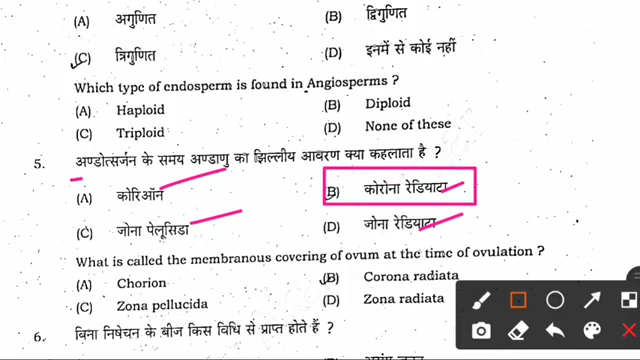 (A) अगुणित (B) द्विगुणित
(C) त्रिगुणित (D) इनमें से कोई नहीं
Which type of endosperm is found in Angiosperms ?
(A) Haploid (B) Diploid
(C) Triploid (D) None of these
5. अण्डोत्सर्जन के समय अण्डाणु का झिल्लीय आवरण क्या कहलाता है ?
(A) कोरिऑन (B) कोरोना रेडियाटा
(C) जोना पेलूसिडा (D) जोना रेडियाटा
What is called the membranous covering of ovum at the time of ovulation ?
(A) Chorion (B) Corona radiata
(C) Zona pellucida (D) Zona radiata
6. बिना निषेचन के बीज किस विधि से प्राप्त होते हैं ?